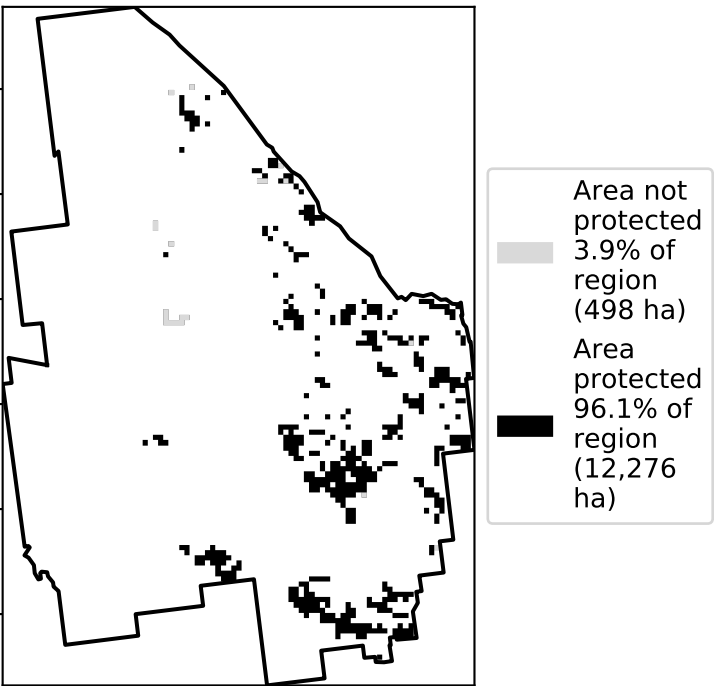 Area not
protected
3.9% of
region
(498 ha)
Area
protected
96.1% of
region
(12,276
ha)